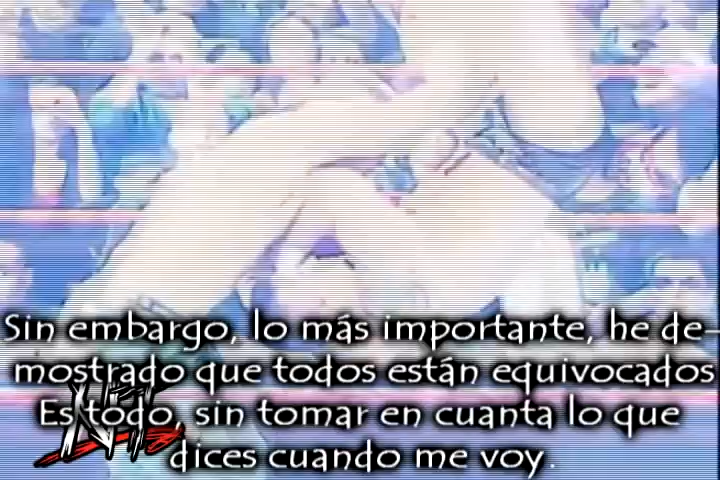 Sin embargo, lo más importante, he de-
mostrado que todos están equivocados
Es todo, sin tomar en cuanta lo que
dices cuando me voy.